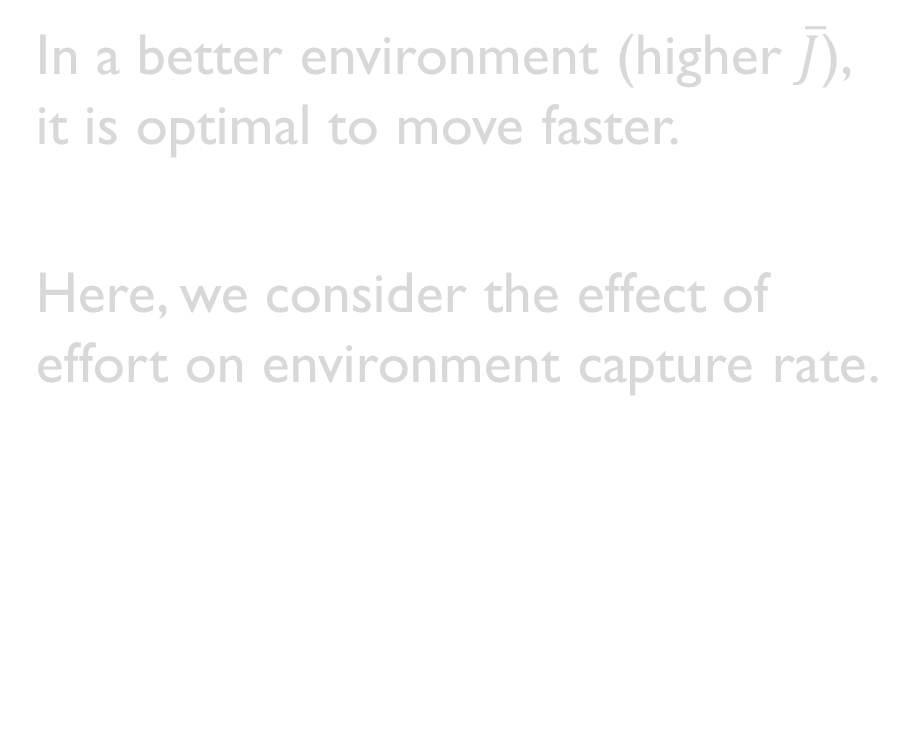 In a better environment (higher J̄),
it is optimal to move faster.
Here, we consider the effect of
effort on environment capture rate.